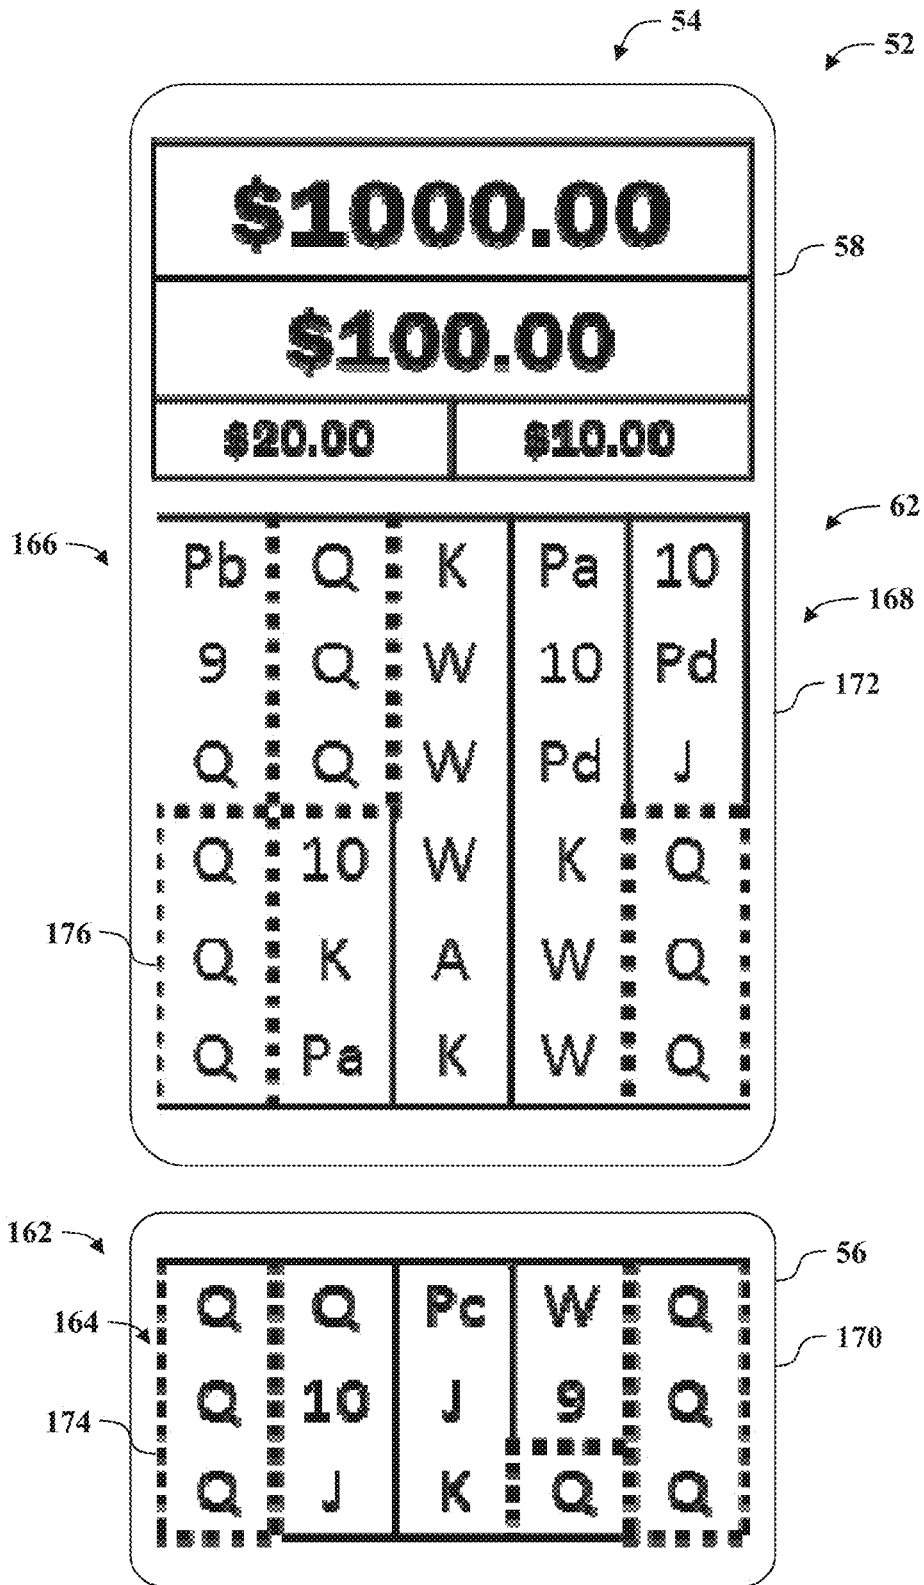 54
52
$1000.00
58
$100.00
$20.00 $10.00
62
166
Pb Q K Pa 10
168
9 Q W 10 Pd
172
Q Q W Pd J
Q 10 W K Q
176
Q K A W Q
Q Pa K W Q
162
56
Q Q Pc W Q
164
170
Q 10 J 9 Q
174
Q J K Q Q